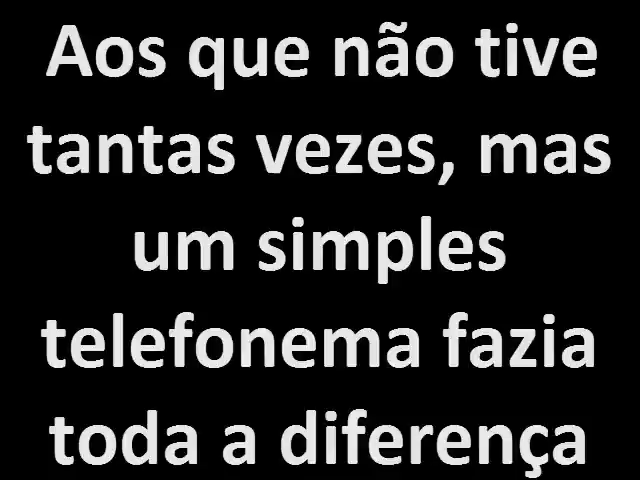 Aos que não tive
tantas vezes, mas
um simples
telefonema fazia
toda a diferença